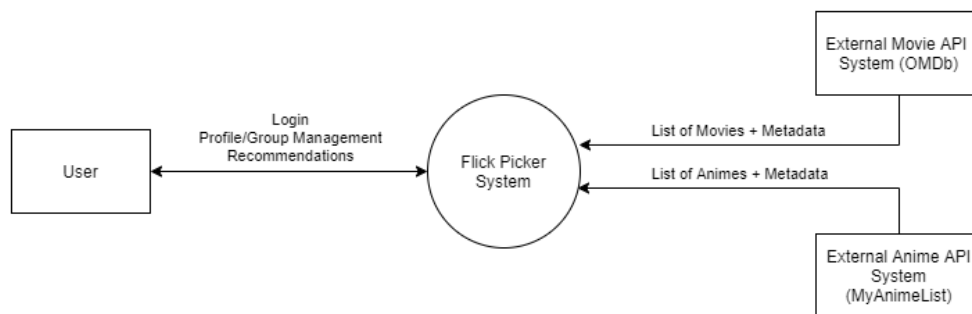 External Movie API
System (OMDb)
Login
Profile/Group Management
Recommendations
List of Movies + Metadata
User
Flick Picker
System
List of Animes + Metadata
External Anime API
System
(MyAnimeList)